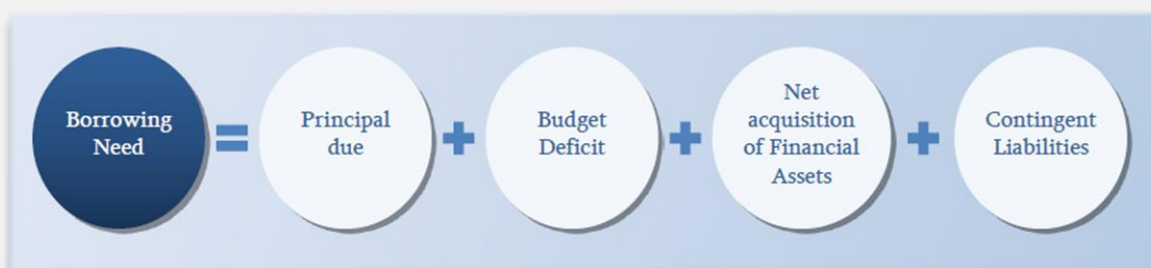 Borrowing
Need
=
Principal
due
+
Budget
Deficit
+
Net
acquisition
of Financial
Assets
+
Contingent
Liabilities